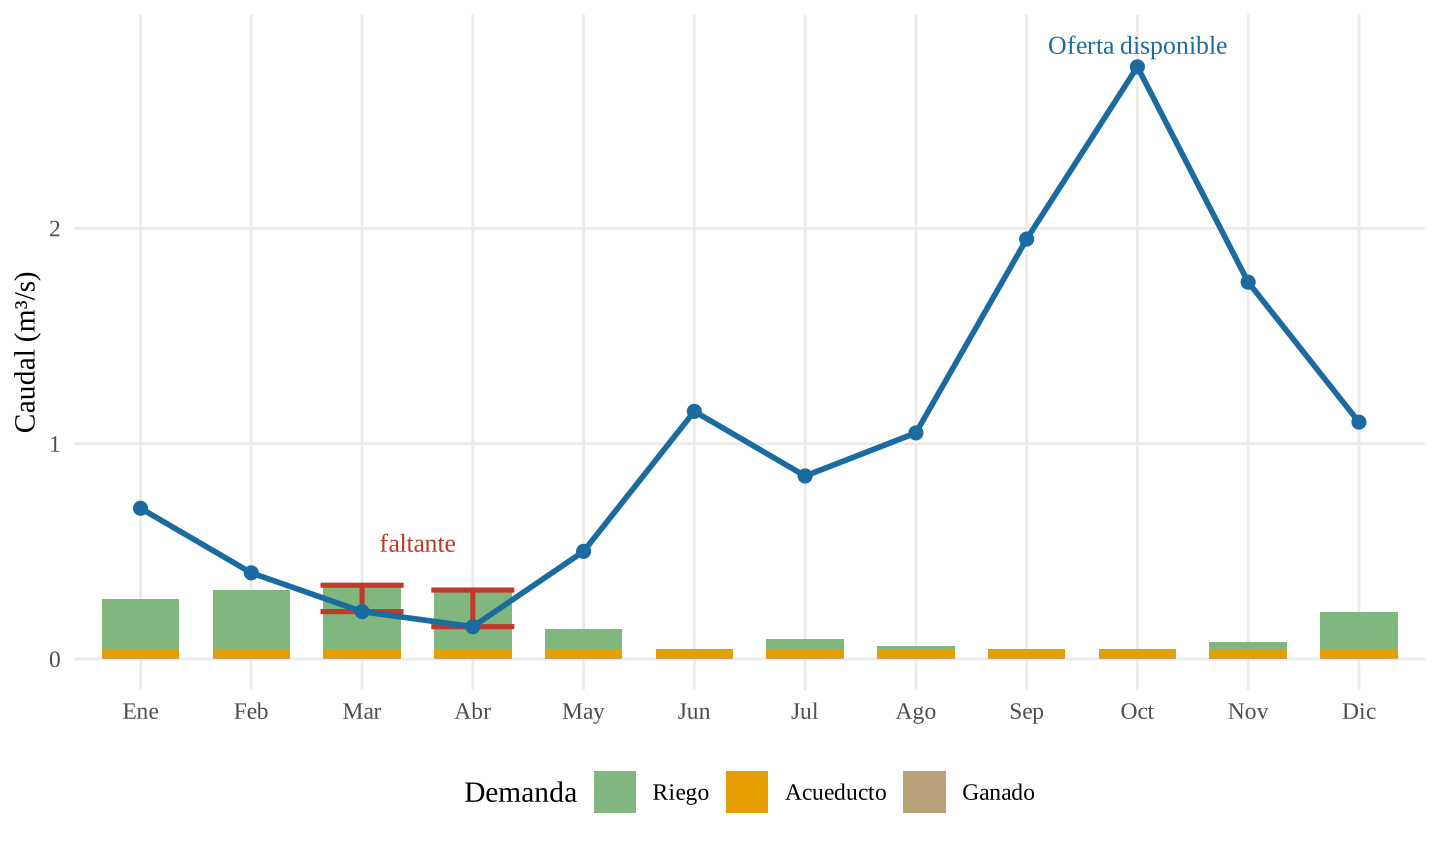 Oferta disponible
2
1
0
Caudal (m³/s)
faltante
Ene Feb Mar Abr May Jun Jul Ago Sep Oct Nov Dic
Demanda Riego Acueducto Ganado